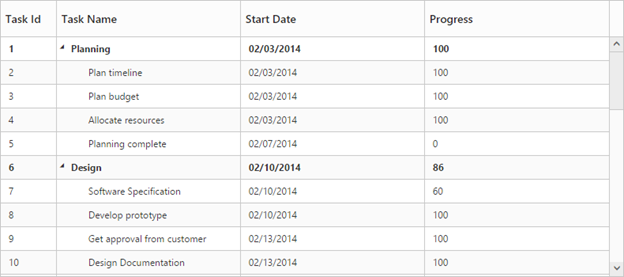 Task Id Task Name Start Date Progress
1 Planning 02/03/2014 100
2 Plan timeline 02/03/2014 100
3 Plan budget 02/03/2014 100
4 Allocate resources 02/03/2014 100
5 Planning complete 02/07/2014 0
6 Design 02/10/2014 86
7 Software Specification 02/10/2014 60
8 Develop prototype 02/10/2014 100
9 Get approval from customer 02/13/2014 100
10 Design Documentation 02/13/2014 100